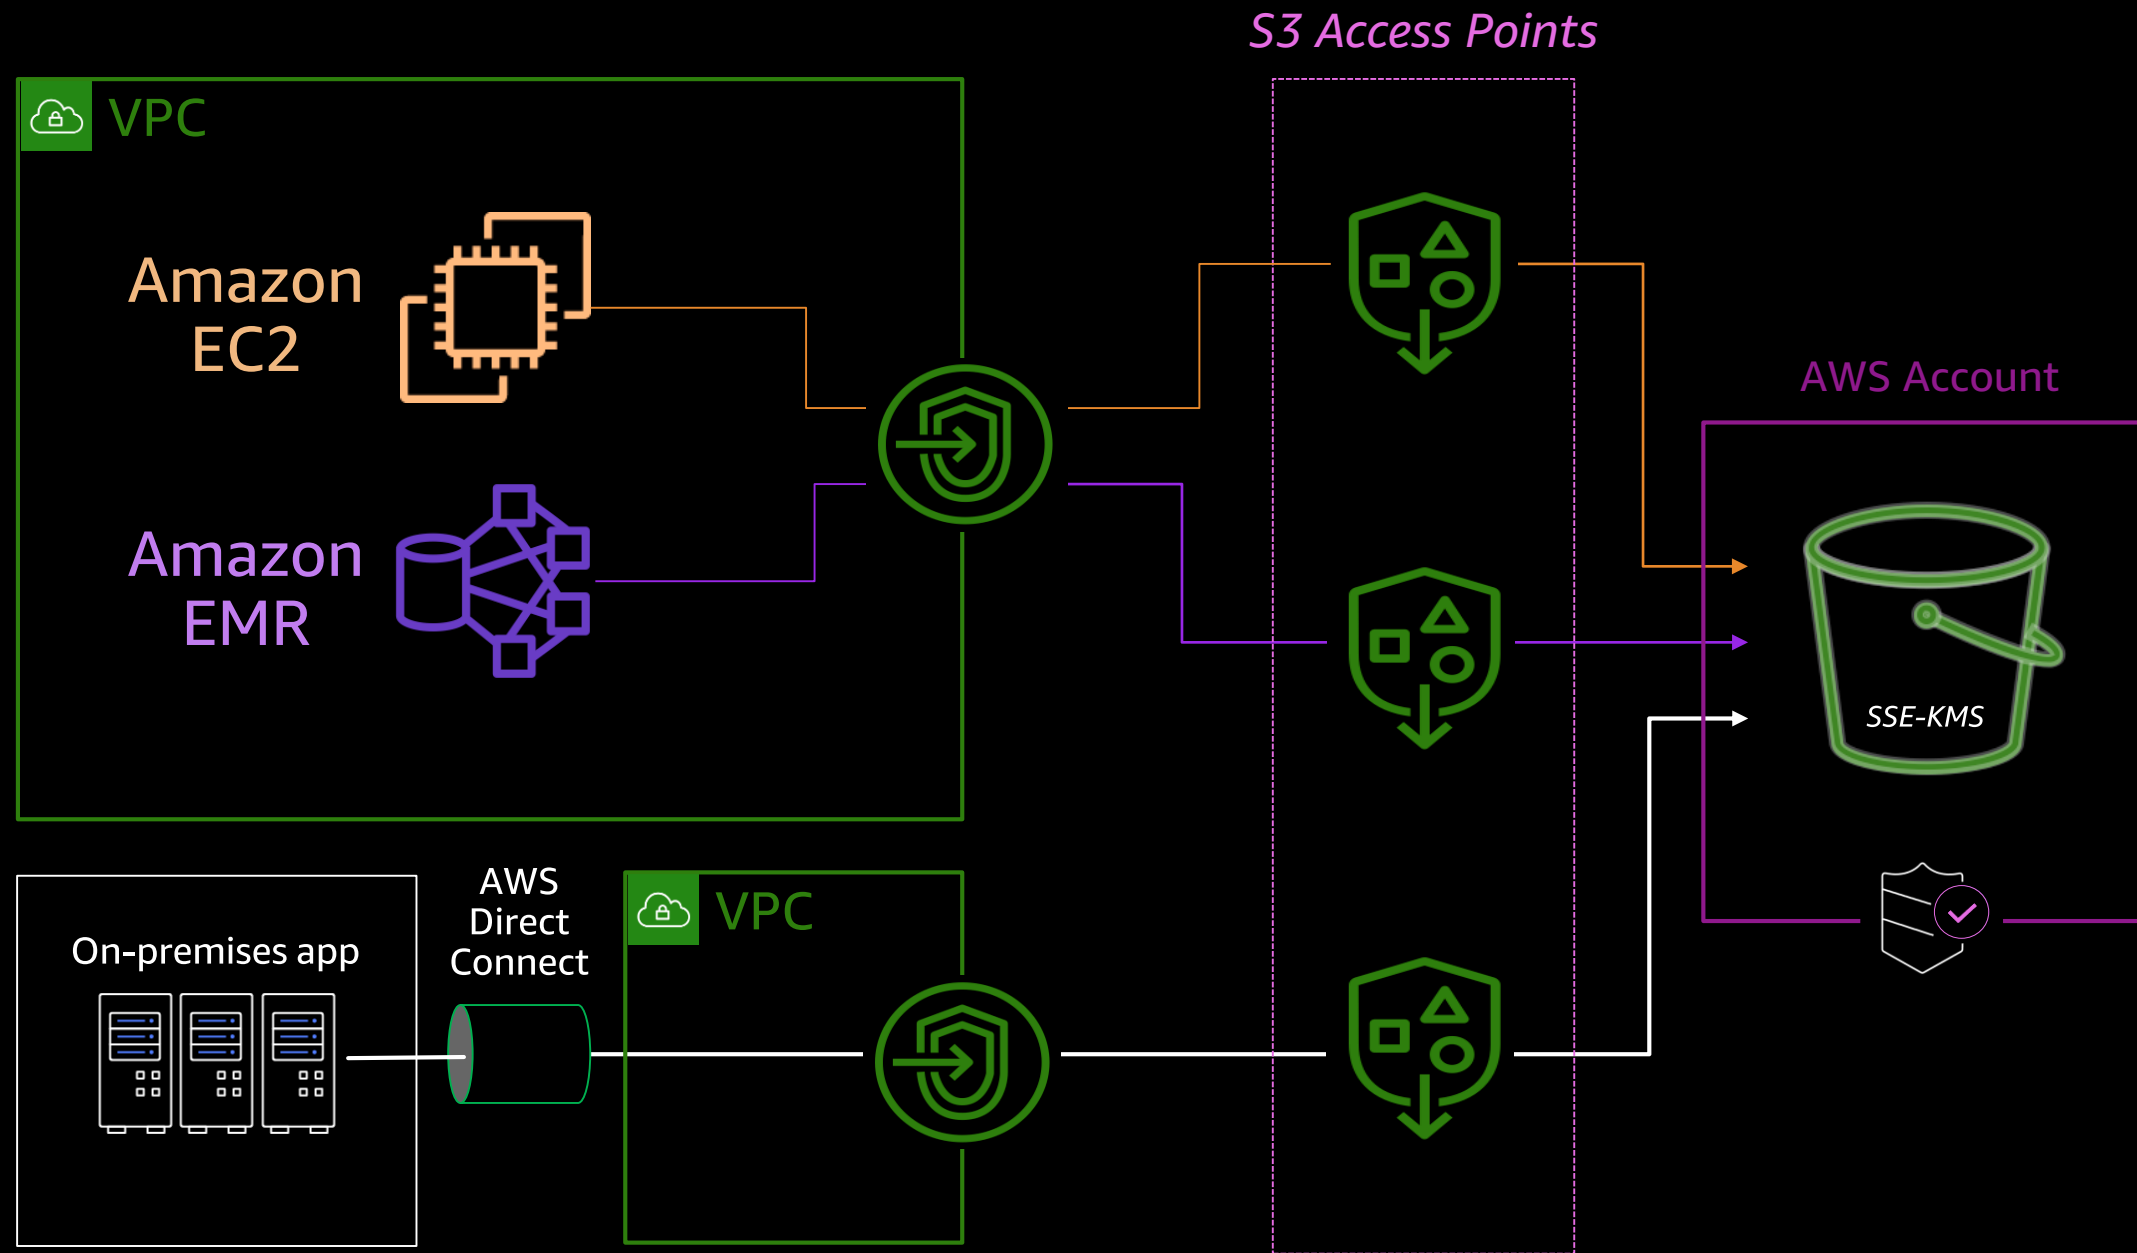 S3 Access Points
VPC
Amazon
EC2
AWS Account
Amazon
EMR
SSE-KMS
AWS
Direct
Connect
VPC
On-premises app